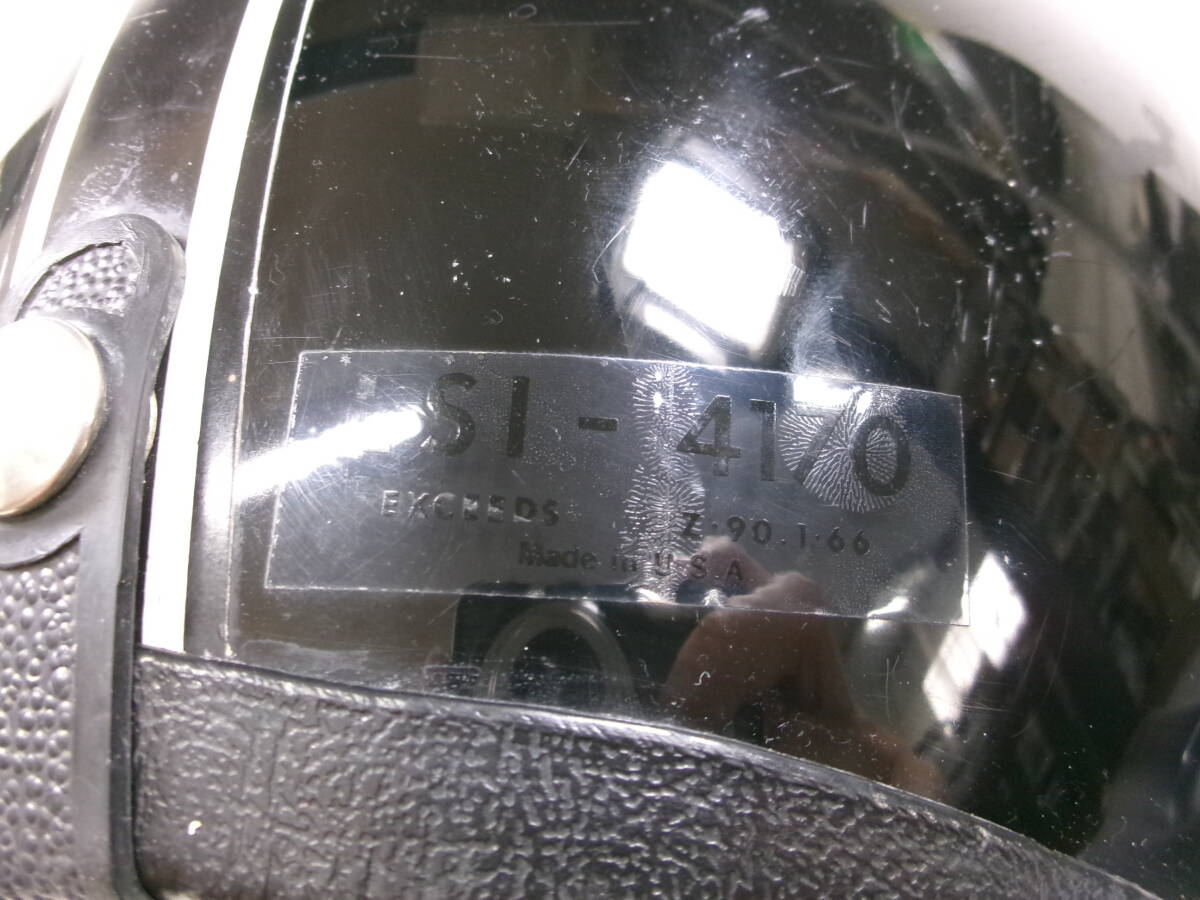 SI - 4170
EXCEEDS Z·90.1·66
Made in U S A